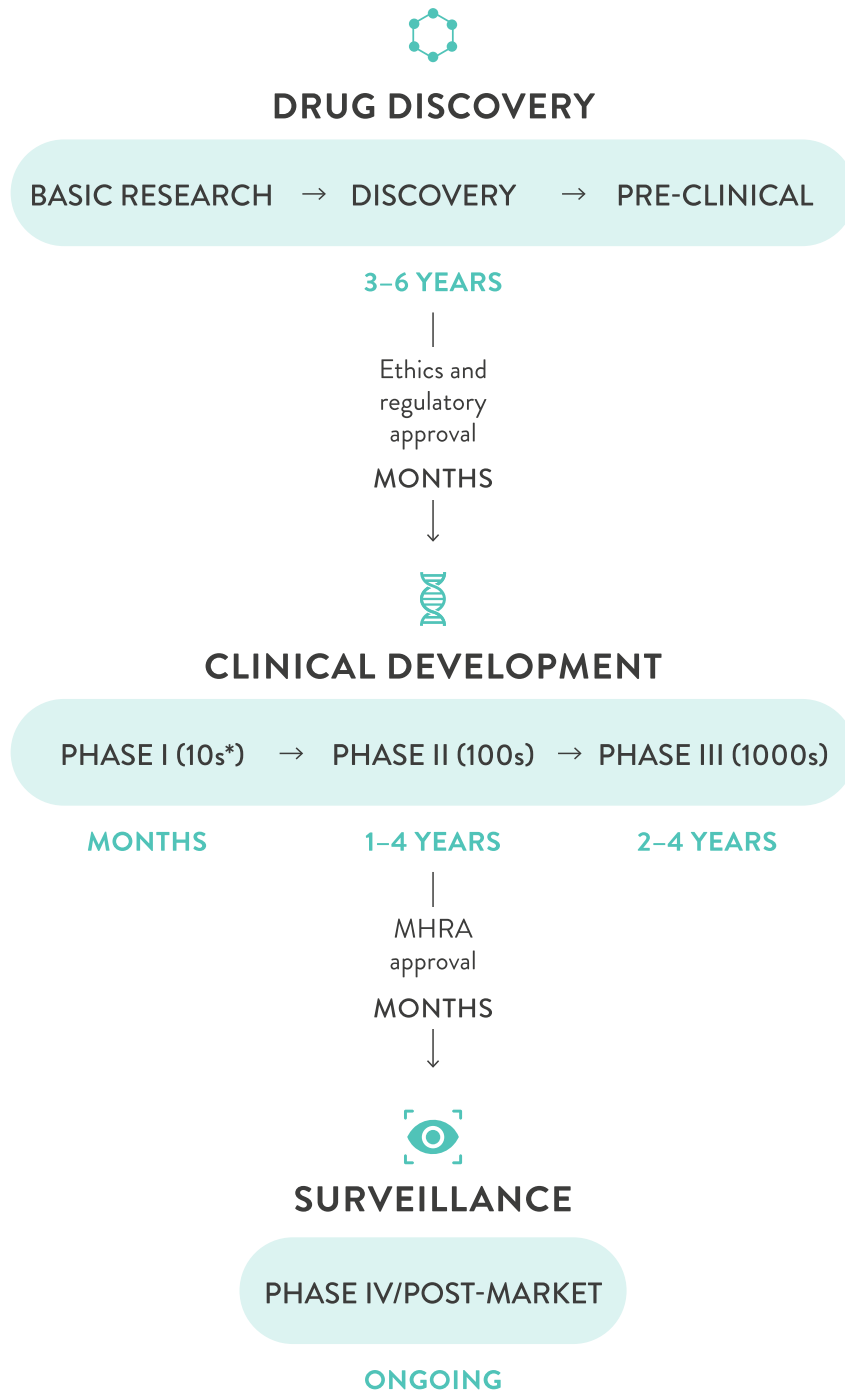 DRUG DISCOVERY
BASIC RESEARCH → DISCOVERY → PRE-CLINICAL
3–6 YEARS
Ethics and
regulatory
approval
MONTHS
CLINICAL DEVELOPMENT
PHASE I (10s*) → PHASE II (100s) → PHASE III (1000s)
MONTHS 1–4 YEARS 2–4 YEARS
MHRA
approval
MONTHS
SURVEILLANCE
PHASE IV/POST-MARKET
ONGOING